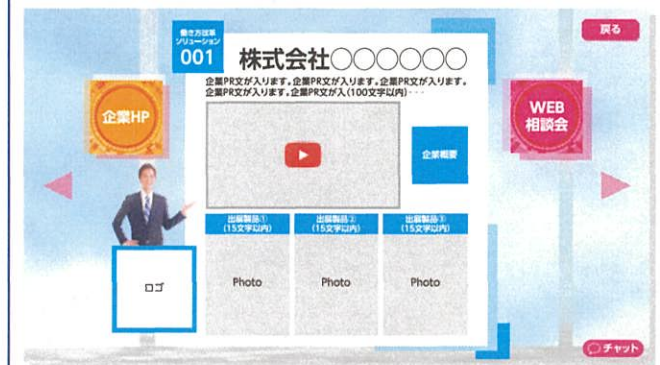 働き方改革
ソリューション
001
株式会社○○○○○○
企業PR文が入ります。企業PR文が入ります。企業PR文が入ります。
企業PR文が入ります。企業PR文が入(100文字以内)・・・
戻る
企業HP
WEB
相談会
企業概要
出展製品①
(15文字以内)
出展製品②
(15文字以内)
出展製品③
(15文字以内)
ロゴ
Photo
Photo
Photo
チャット